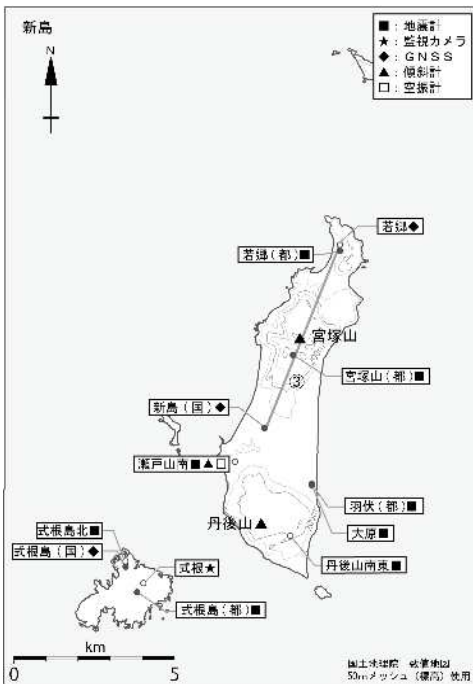 新島
N
■：地震計
★：監視カメラ
◆：GNSS
▲：傾斜計
□：空振計
若郷◆
若郷(都)■
宮塚山
宮塚山(都)■
③
新島(国)◆
瀬戸山南■▲□
羽伏(都)■
大原■
丹後山
丹後山南東■
式根島北■
式根島(国)◆
式根★
式根島(都)■
km
0 5
国土地理院 数値地図
50mメッシュ(標高)使用